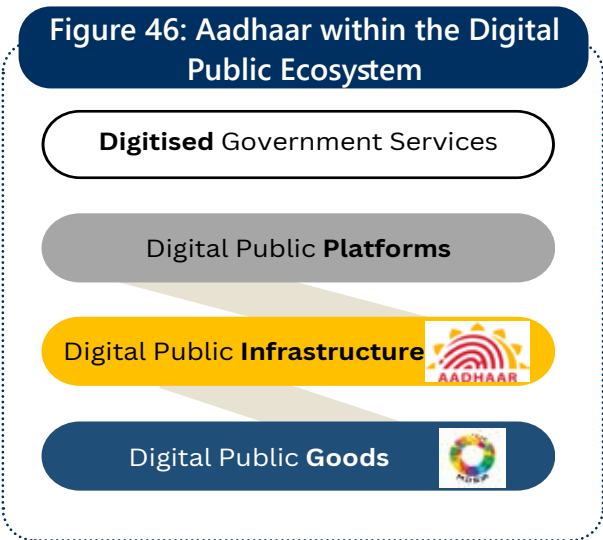 Figure 46: Aadhaar within the Digital
Public Ecosystem
Digitised Government Services
Digital Public Platforms
Digital Public Infrastructure
AADHAAR
Digital Public Goods